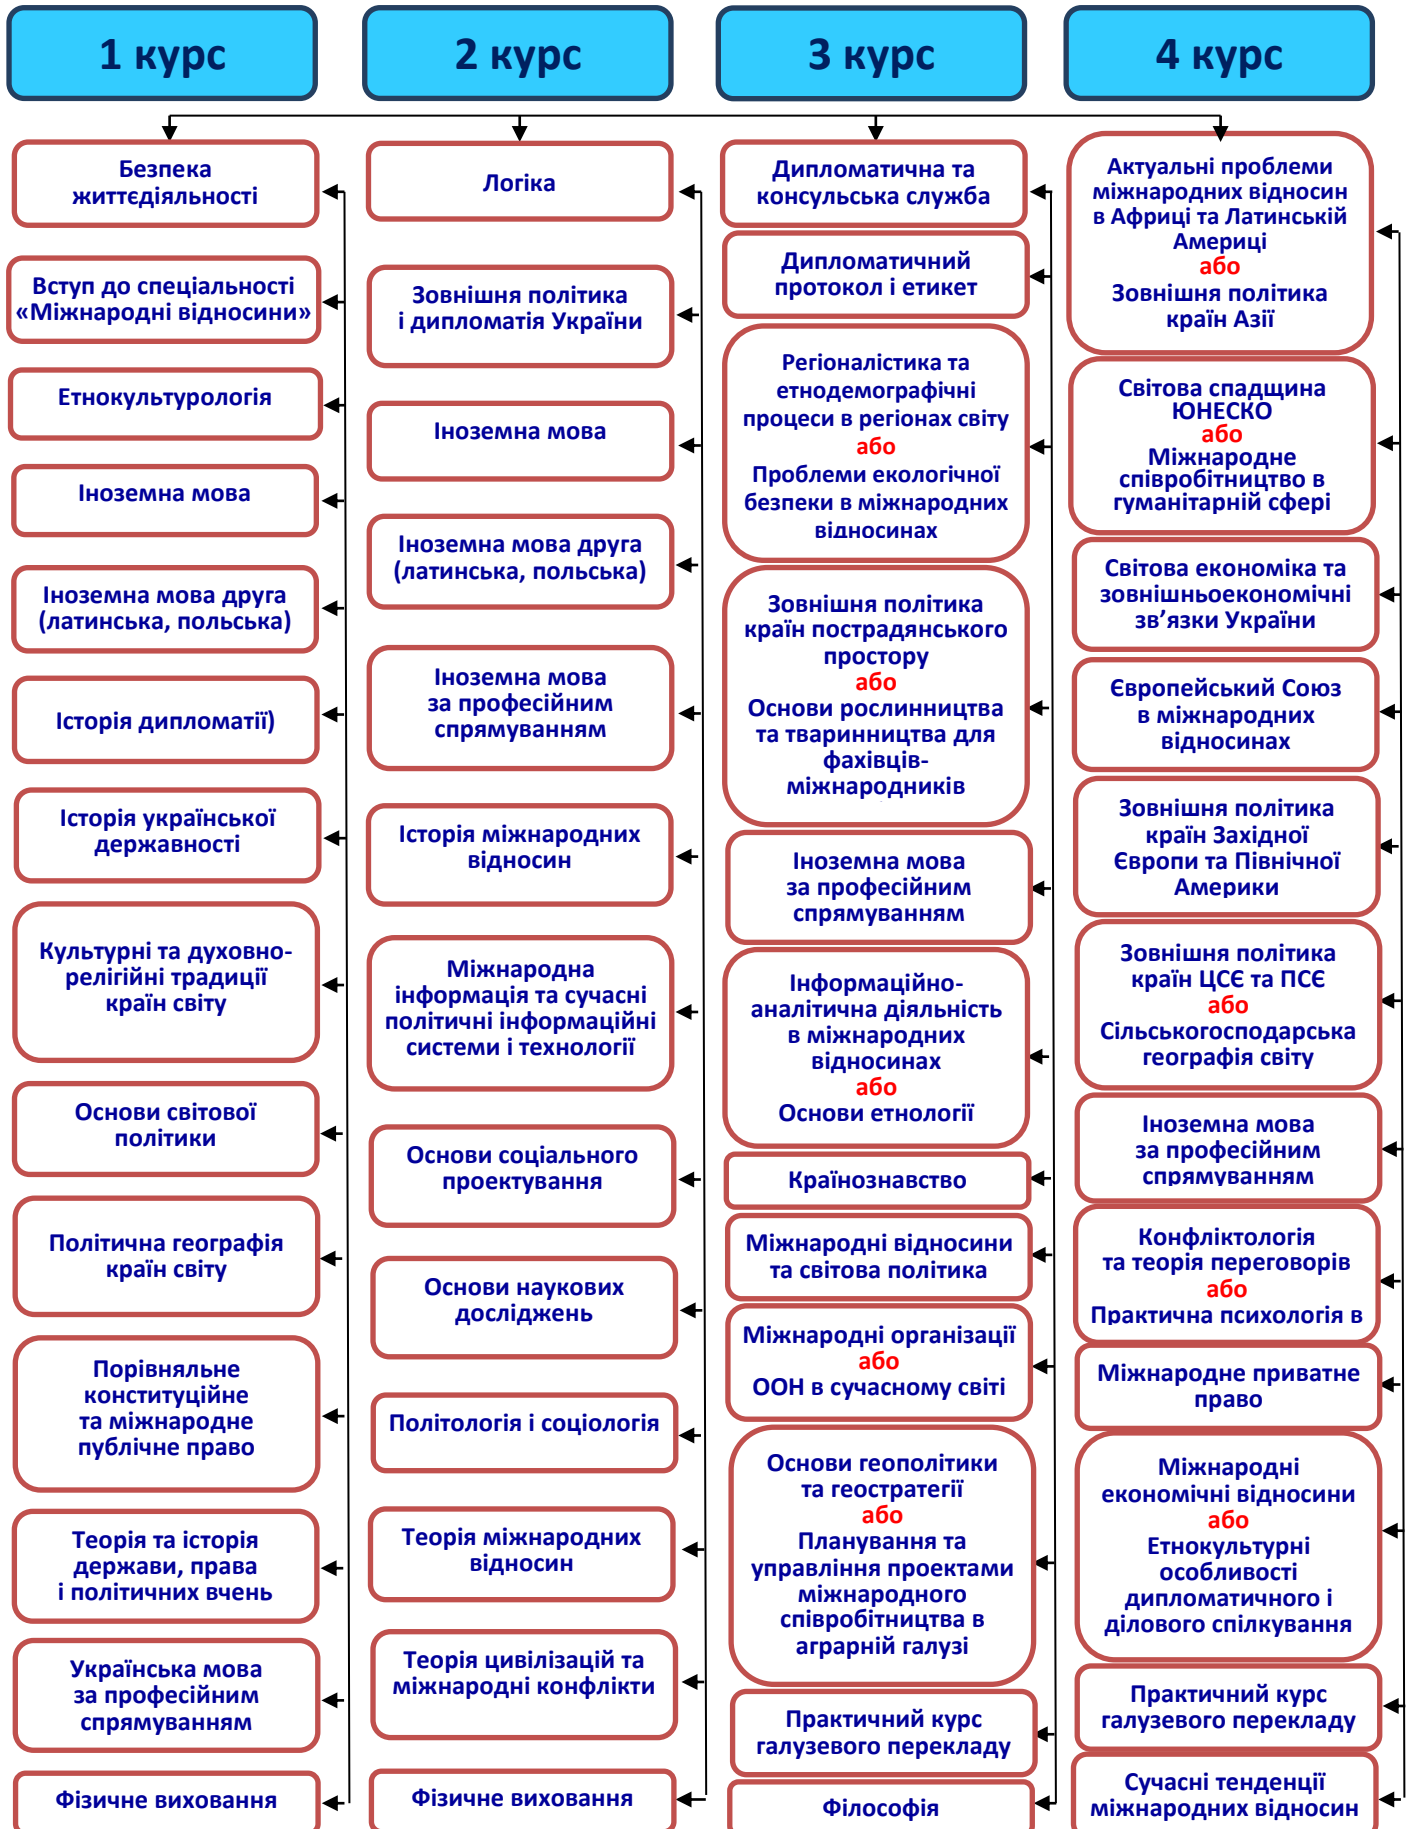 1 курс
2 курс
3 курс
4 курс
Безпека
життєдіяльності
Вступ до спеціальності
«Міжнародні відносини»
Етнокультурологія
Іноземна мова
Іноземна мова друга
(латинська, польська)
Історія дипломатії)
Історія української
державності
Культурні та духовно-
релігійні традиції
країн світу
Основи світової
політики
Політична географія
країн світу
Порівняльне
конституційне
та міжнародне
публічне право
Теорія та історія
держави, права
і політичних вчень
Українська мова
за професійним
спрямуванням
Фізичне виховання
Логіка
Зовнішня політика
і дипломатія України
Іноземна мова
Іноземна мова друга
(латинська, польська)
Іноземна мова
за професійним
спрямуванням
Історія міжнародних
відносин
Міжнародна
інформація та сучасні
політичні інформаційні
системи і технології
Основи соціального
проектування
Основи наукових
досліджень
Політологія і соціологія
Теорія міжнародних
відносин
Теорія цивілізацій та
міжнародні конфлікти
Фізичне виховання
Дипломатична та
консульська служба
Дипломатичний
протокол і етикет
Регіоналістика та
етнодемографічні
процеси в регіонах світу
або
Проблеми екологічної
безпеки в міжнародних
відносинах
Зовнішня політика
країн пострадянського
простору
або
Основи рослинництва
та тваринництва для
фахівців-
міжнародників
Іноземна мова
за професійним
спрямуванням
Інформаційно-
аналітична діяльність
в міжнародних
відносинах
або
Основи етнології
Країнознавство
Міжнародні відносини
та світова політика
Міжнародні організації
або
ООН в сучасному світі
Основи геополітики
та геостратегії
або
Планування та
управління проектами
міжнародного
співробітництва в
аграрній галузі
Практичний курс
галузевого перекладу
Філософія
Актуальні проблеми
міжнародних відносин
в Африці та Латинській
Америці
або
Зовнішня політика
країн Азії
Світова спадщина
ЮНЕСКО
або
Міжнародне
співробітництво в
гуманітарній сфері
Світова економіка та
зовнішньоекономічні
зв’язки України
Європейський Союз
в міжнародних
відносинах
Зовнішня політика
країн Західної
Європи та Північної
Америки
Зовнішня політика
країн ЦСЄ та ПСЄ
або
Сільськогосподарська
географія світу
Іноземна мова
за професійним
спрямуванням
Конфліктологія
та теорія переговорів
або
Практична психологія в
Міжнародне приватне
право
Міжнародні
економічні відносини
або
Етнокультурні
особливості
дипломатичного і
ділового спілкування
Практичний курс
галузевого перекладу
Сучасні тенденції
міжнародних відносин